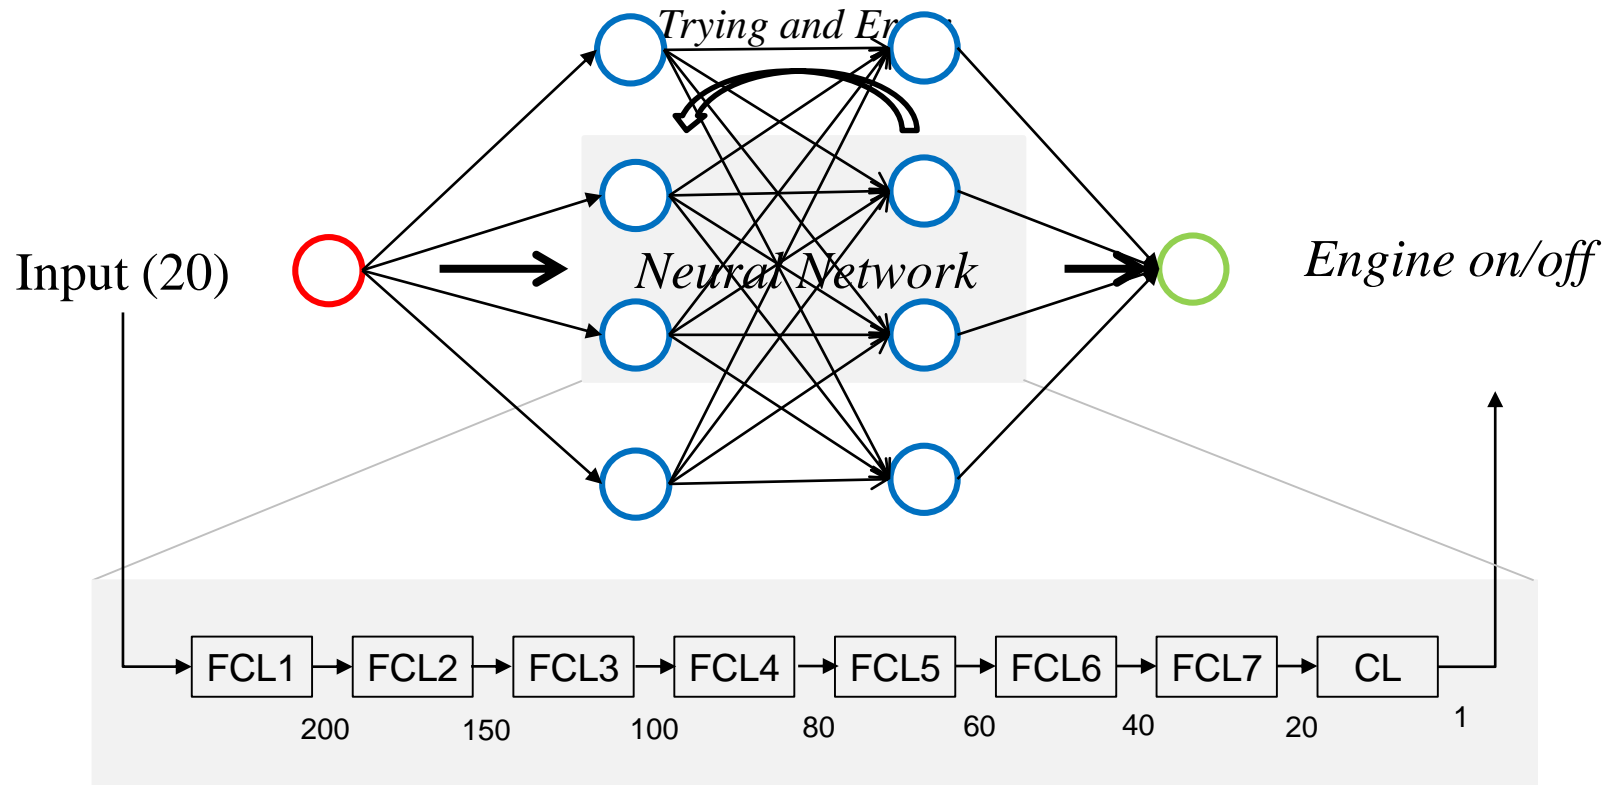 Trying and Er
Input (20)
Neural Network
Engine on/off
FCL1
FCL2
FCL3
FCL4
FCL5
FCL6
FCL7
CL
200
150
100
80
60
40
20
1